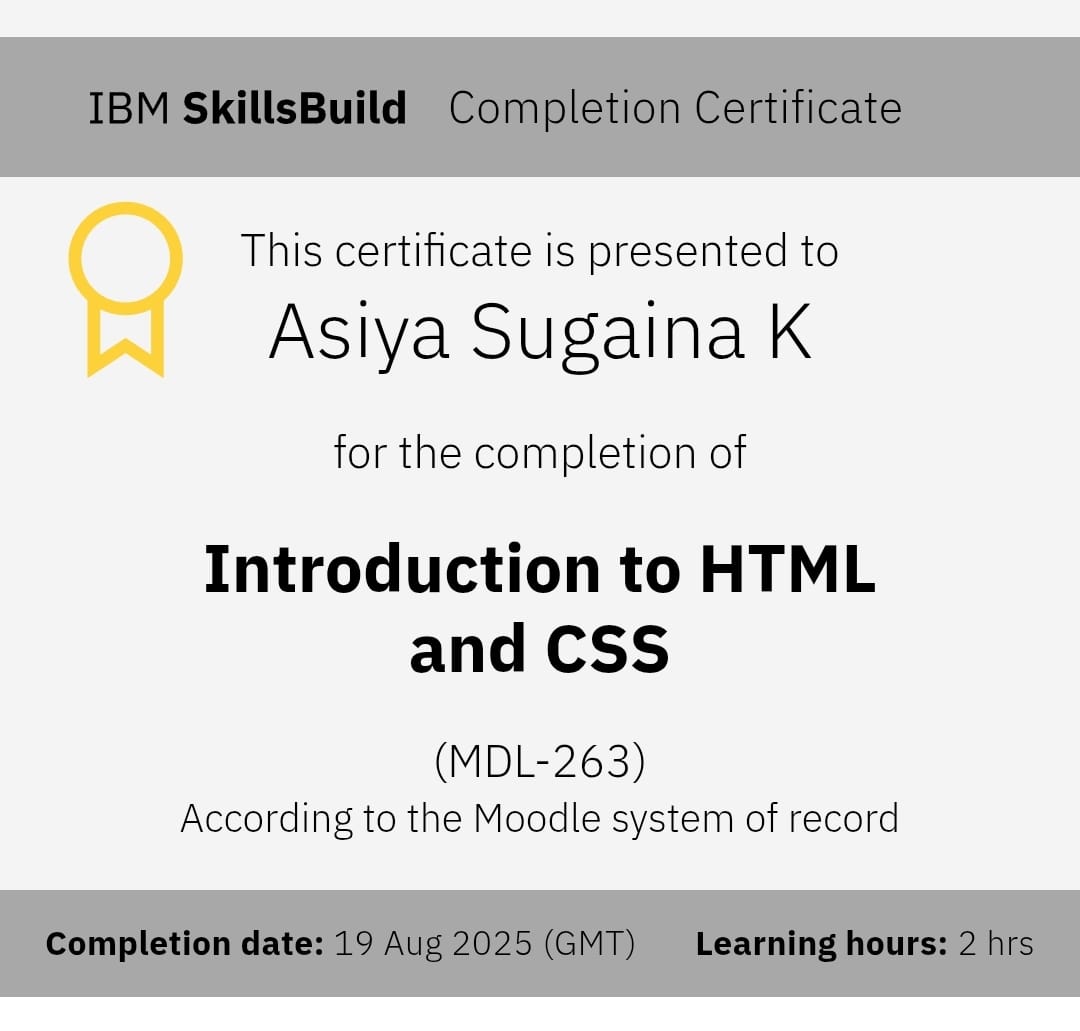 IBM SkillsBuild Completion Certificate
This certificate is presented to
Asiya Sugaina K
for the completion of
Introduction to HTML
and CSS
(MDL-263)
According to the Moodle system of record
Completion date: 19 Aug 2025 (GMT) Learning hours: 2 hrs